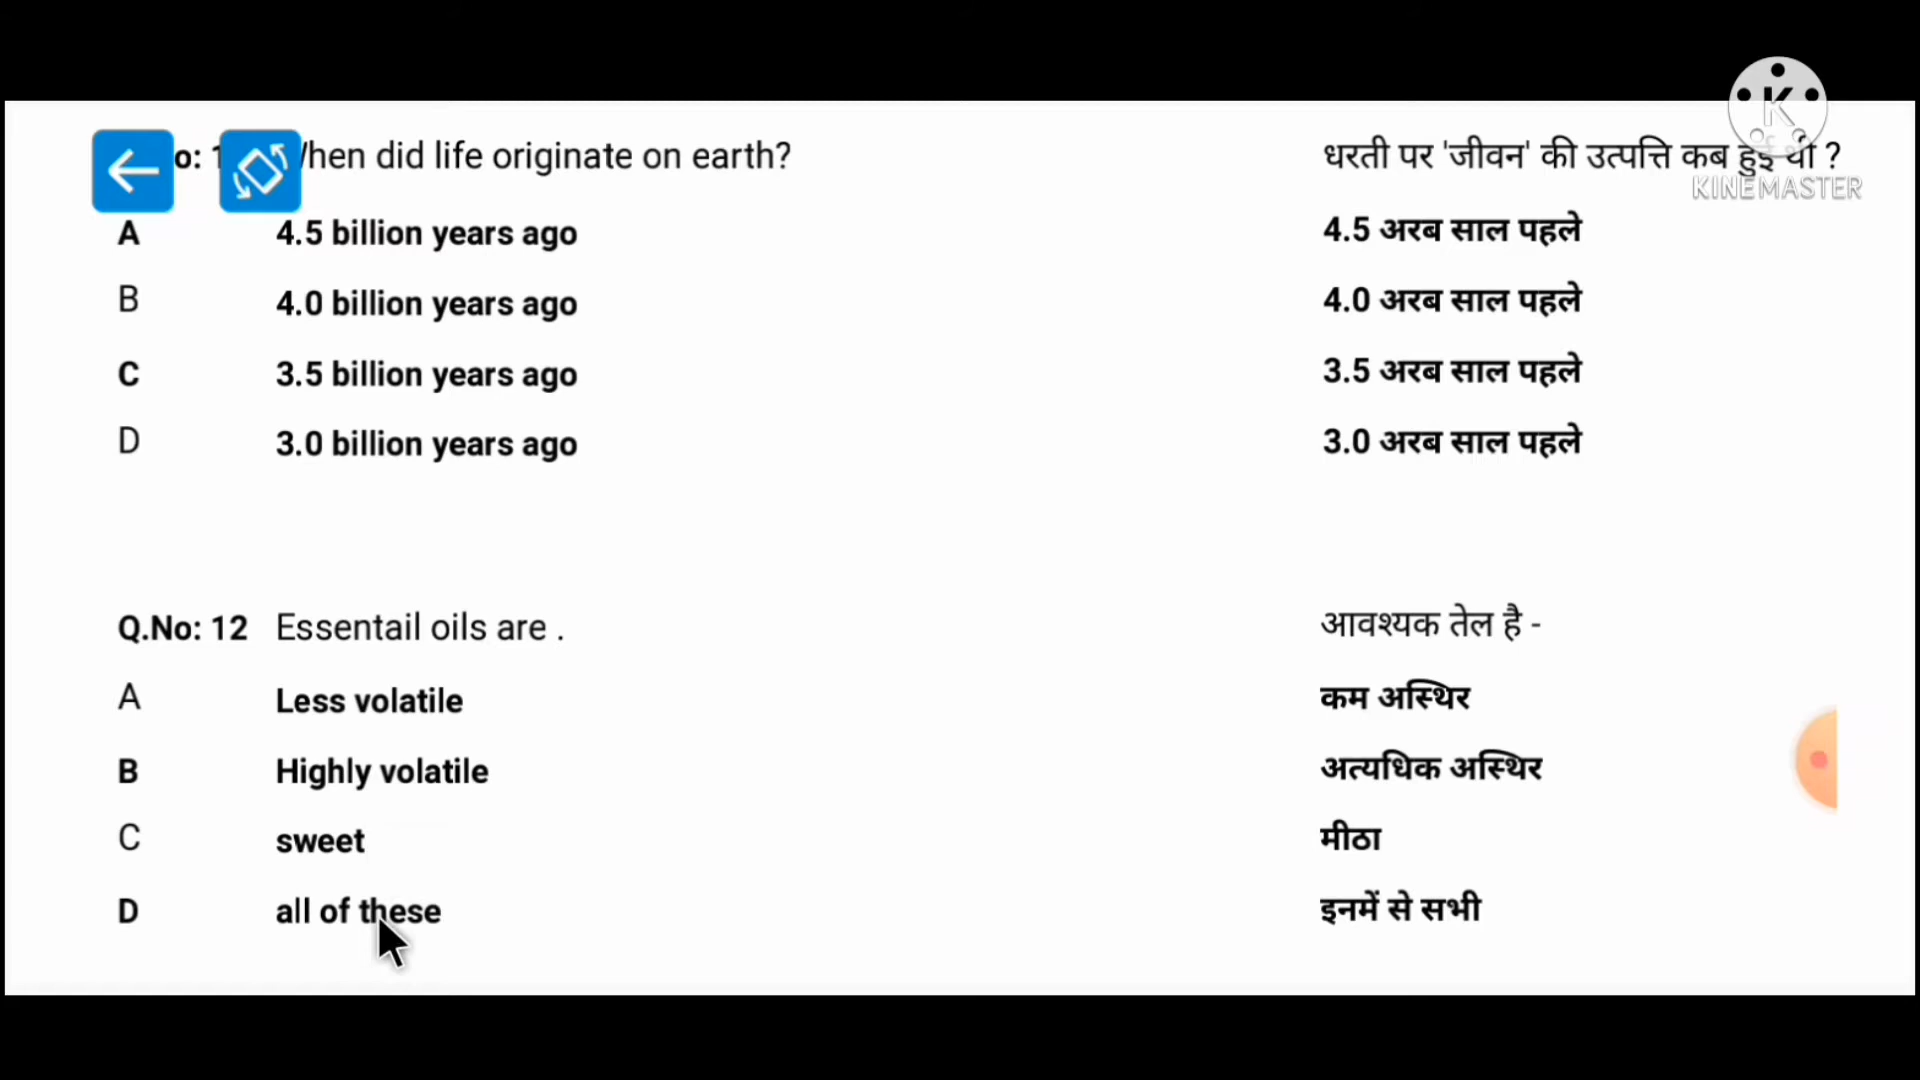 o: 1 When did life originate on earth? धरती पर 'जीवन' की उत्पत्ति कब हुई थी ?
KINEMASTER
A 4.5 billion years ago 4.5 अरब साल पहले
B 4.0 billion years ago 4.0 अरब साल पहले
C 3.5 billion years ago 3.5 अरब साल पहले
D 3.0 billion years ago 3.0 अरब साल पहले
Q.No: 12 Essentail oils are . आवश्यक तेल है -
A Less volatile कम अस्थिर
B Highly volatile अत्यधिक अस्थिर
C sweet मीठा
D all of these इनमें से सभी